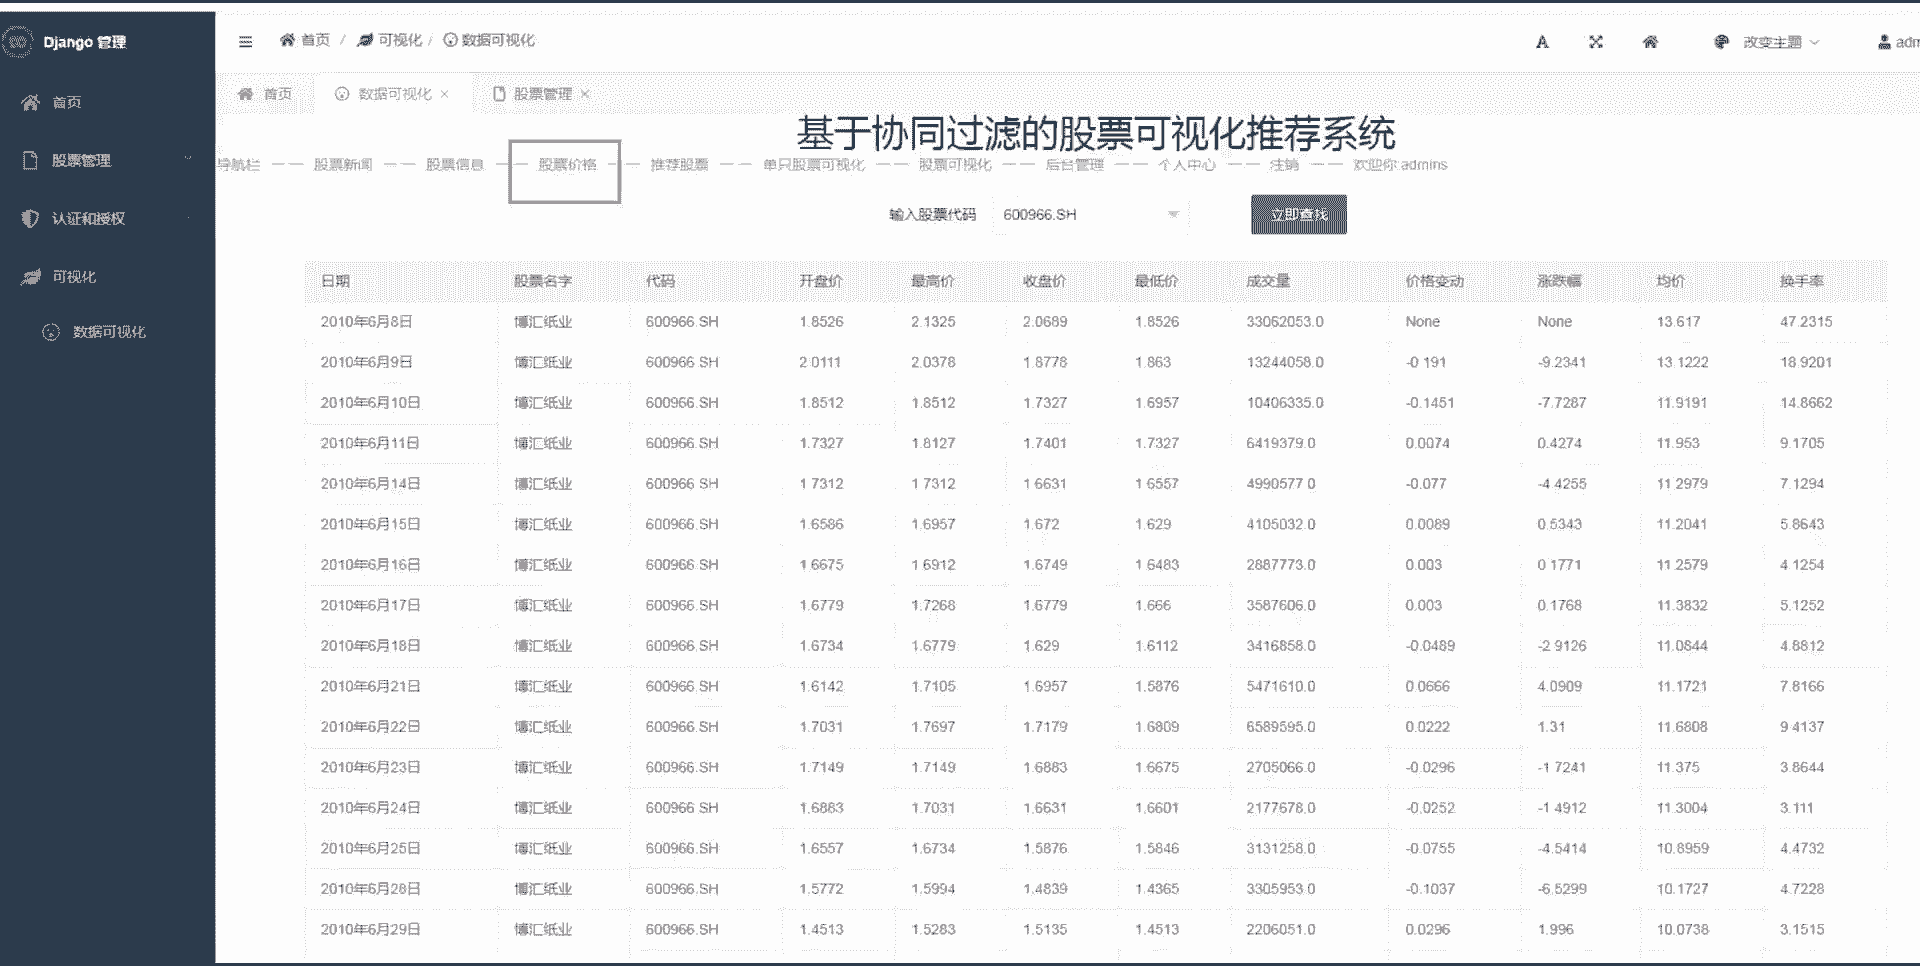 Django 管理
首页
股票管理
认证和授权
可视化
数据可视化
首页 / 可视化 / 数据可视化
A 改变主题 adm
首页 数据可视化 × 股票管理 ×
基于协同过滤的股票可视化推荐系统
导航栏 — — 股票新闻 — — 股票信息 — — 股票价格 — — 推荐股票 — — 单只股票可视化 — — 股票可视化 — — 后台管理 — — 个人中心 — — 注销 — — 欢迎你:admins
输入股票代码 600966.SH 立即查找
日期 股票名字 代码 开盘价 最高价 收盘价 最低价 成交量 价格变动 涨跌幅 均价 换手率
2010年6月8日 博汇纸业 600966.SH 1.8526 2.1325 2.0689 1.8526 33062053.0 None None 13.617 47.2315
2010年6月9日 博汇纸业 600966.SH 2.0111 2.0378 1.8778 1.863 13244058.0 -0.191 -9.2341 13.1222 18.9201
2010年6月10日 博汇纸业 600966.SH 1.8512 1.8512 1.7327 1.6957 10406335.0 -0.1451 -7.7287 11.9191 14.8662
2010年6月11日 博汇纸业 600966.SH 1.7327 1.8127 1.7401 1.7327 6419379.0 0.0074 0.4274 11.953 9.1705
2010年6月14日 博汇纸业 600966.SH 1.7312 1.7312 1.6631 1.6557 4990577.0 -0.077 -4.4255 11.2979 7.1294
2010年6月15日 博汇纸业 600966.SH 1.6586 1.6957 1.672 1.629 4105032.0 0.0089 0.5343 11.2041 5.8643
2010年6月16日 博汇纸业 600966.SH 1.6675 1.6912 1.6749 1.6483 2887773.0 0.003 0.1771 11.2579 4.1254
2010年6月17日 博汇纸业 600966.SH 1.6779 1.7268 1.6779 1.666 3587606.0 0.003 0.1768 11.3832 5.1252
2010年6月18日 博汇纸业 600966.SH 1.6734 1.6779 1.629 1.6112 3416858.0 -0.0489 -2.9126 11.0844 4.8812
2010年6月21日 博汇纸业 600966.SH 1.6142 1.7105 1.6957 1.5876 5471610.0 0.0666 4.0909 11.1721 7.8166
2010年6月22日 博汇纸业 600966.SH 1.7031 1.7697 1.7179 1.6809 6589595.0 0.0222 1.31 11.6808 9.4137
2010年6月23日 博汇纸业 600966.SH 1.7149 1.7149 1.6883 1.6675 2705066.0 -0.0296 -1.7241 11.375 3.8644
2010年6月24日 博汇纸业 600966.SH 1.6883 1.7031 1.6631 1.6601 2177678.0 -0.0252 -1.4912 11.3004 3.111
2010年6月25日 博汇纸业 600966.SH 1.6557 1.6734 1.5876 1.5846 3131258.0 -0.0755 -4.5414 10.8959 4.4732
2010年6月28日 博汇纸业 600966.SH 1.5772 1.5994 1.4839 1.4365 3305953.0 -0.1037 -6.5299 10.1727 4.7228
2010年6月29日 博汇纸业 600966.SH 1.4513 1.5283 1.5135 1.4513 2206051.0 0.0296 1.996 10.0738 3.1515